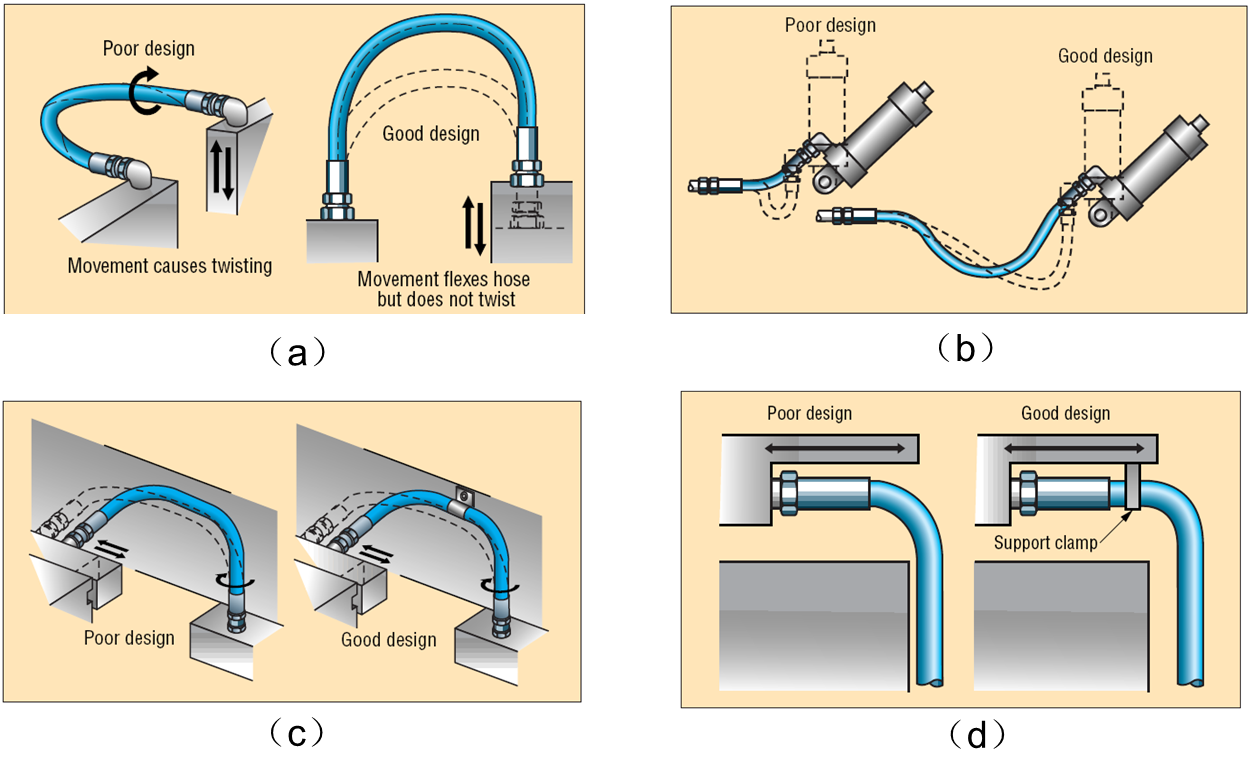 Poor design
Good design
Movement causes twisting
Movement flexes hose
but does not twist
（a）
Poor design
Good design
（b）
Poor design
Good design
（c）
Poor design
Good design
Support clamp
（d）